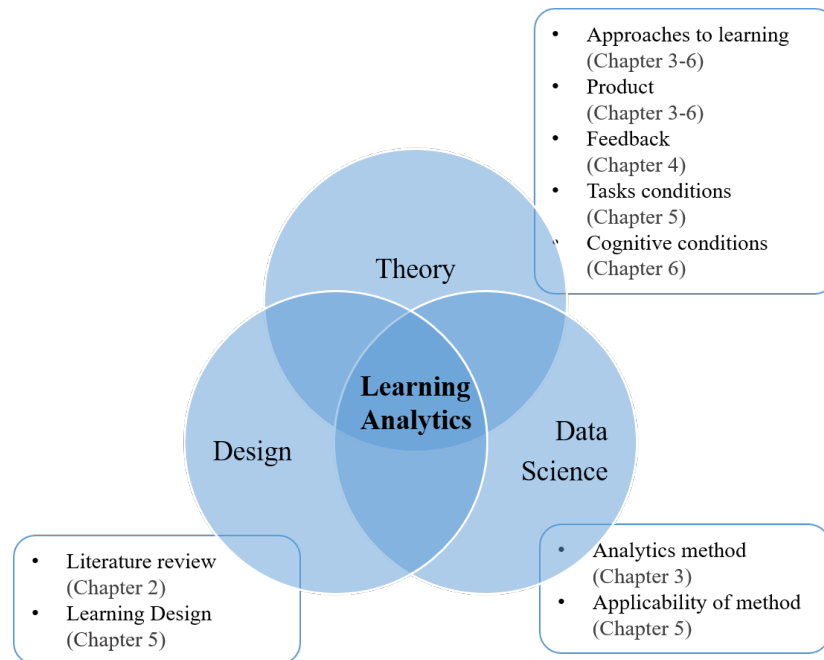 • Approaches to learning
(Chapter 3-6)
• Product
(Chapter 3-6)
• Feedback
(Chapter 4)
• Tasks conditions
(Chapter 5)
• Cognitive conditions
(Chapter 6)
Theory
Learning
Analytics
Design
Data
Science
• Literature review
(Chapter 2)
• Learning Design
(Chapter 5)
• Analytics method
(Chapter 3)
• Applicability of method
(Chapter 5)